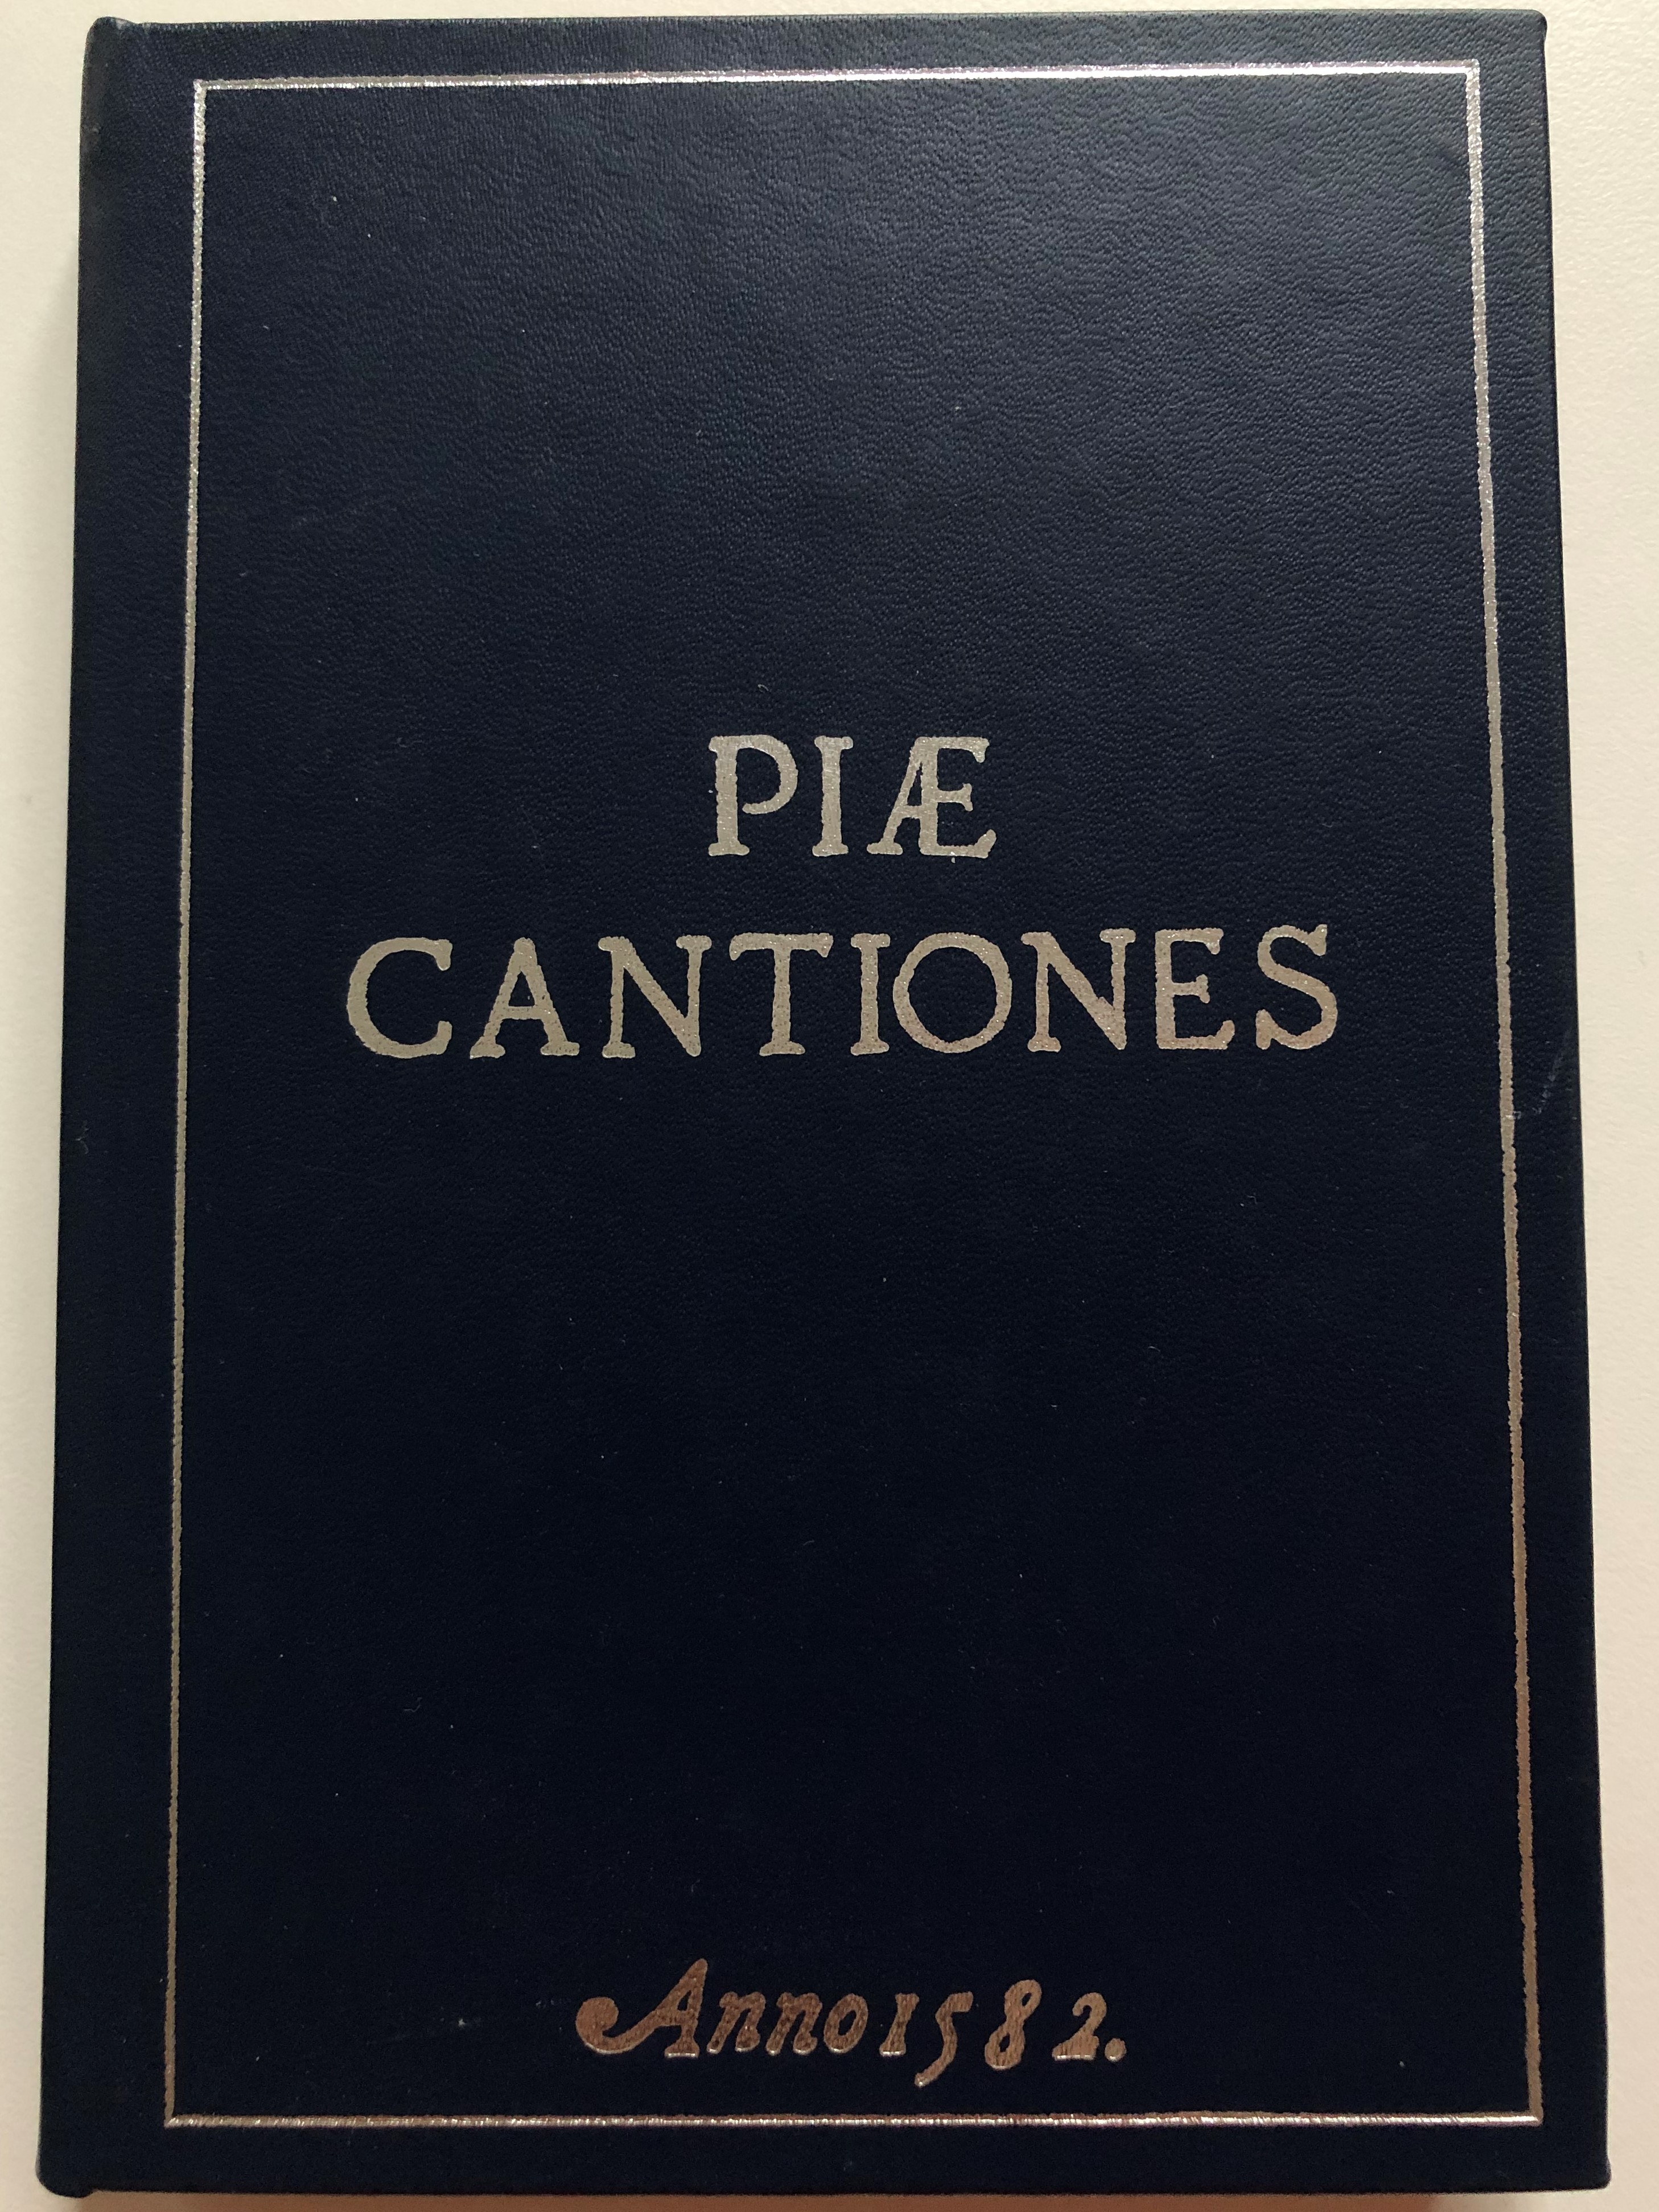 PIÆ
CANTIONES
Anno 1582.